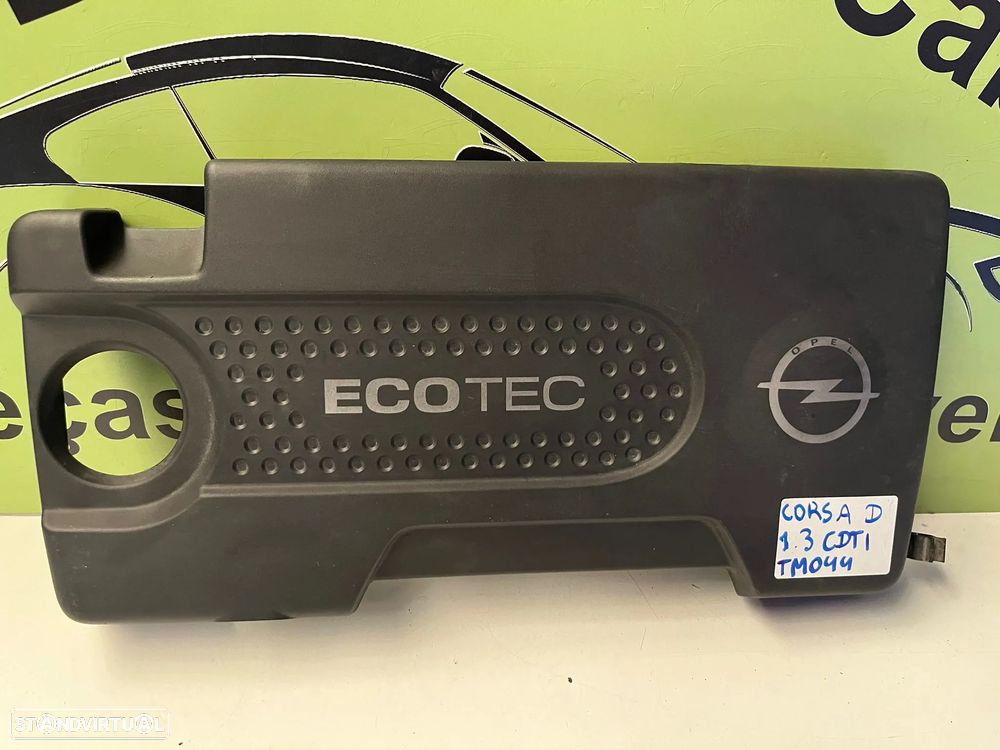 ECOTEC
OPEL
CORSA D
1.3 CDTI
TM044
STANDVIRTUAL